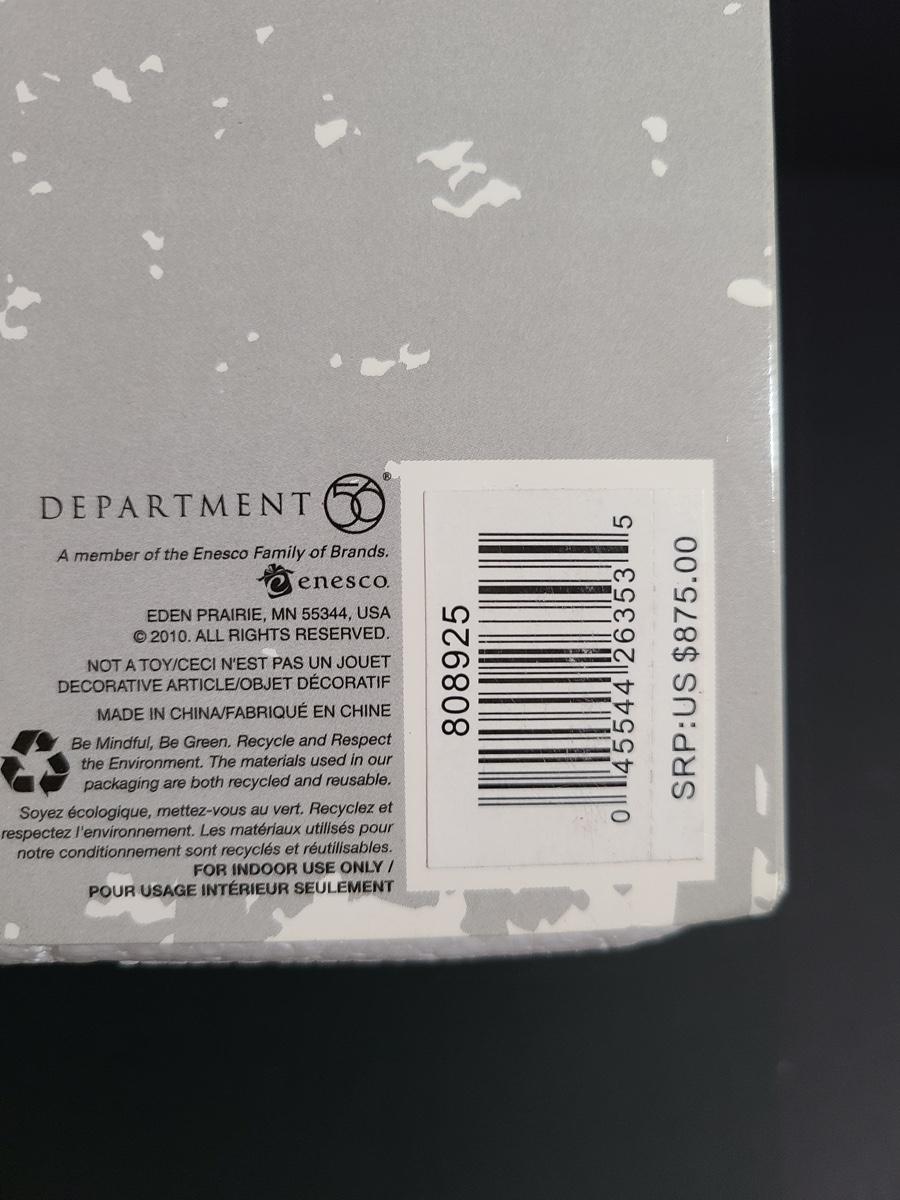 DEPARTMENT 56®
A member of the Enesco Family of Brands.
enesco.
EDEN PRAIRIE, MN 55344, USA
© 2010. ALL RIGHTS RESERVED.
NOT A TOY/CECI N'EST PAS UN JOUET
DECORATIVE ARTICLE/OBJET DÉCORATIF
MADE IN CHINA/FABRIQUÉ EN CHINE
Be Mindful, Be Green. Recycle and Respect
the Environment. The materials used in our
packaging are both recycled and reusable.
Soyez écologique, mettez-vous au vert. Recyclez et
respectez l'environnement. Les matériaux utilisés pour
notre conditionnement sont recyclés et réutilisables.
FOR INDOOR USE ONLY /
POUR USAGE INTÉRIEUR SEULEMENT
808925
0 45544 26353 5
SRP:US $875.00